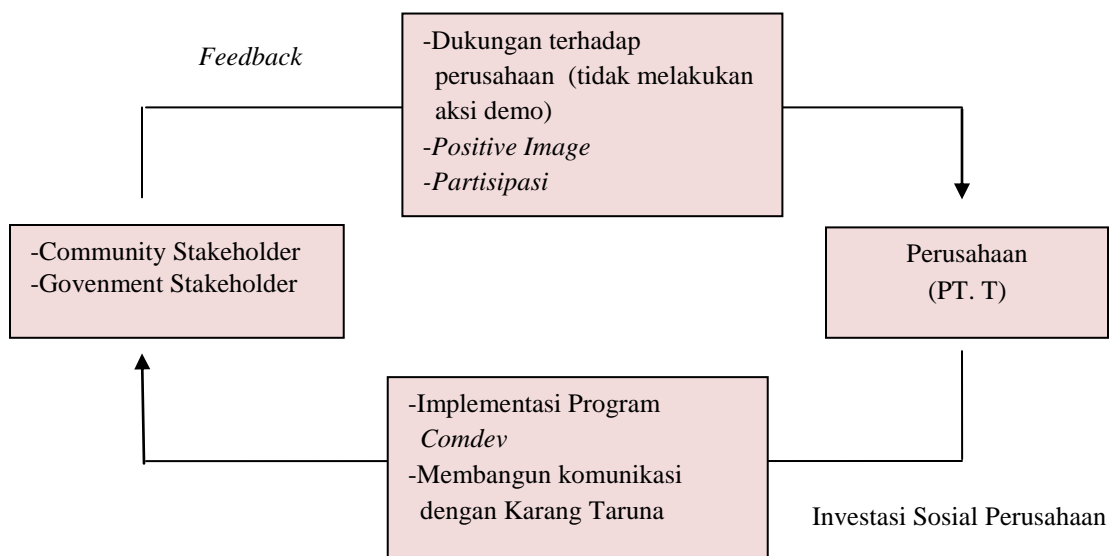 Feedback
-Dukungan terhadap
perusahaan (tidak melakukan
aksi demo)
-Positive Image
-Partisipasi
-Community Stakeholder
-Govenment Stakeholder
Perusahaan
(PT. T)
-Implementasi Program
Comdev
-Membangun komunikasi
dengan Karang Taruna
Investasi Sosial Perusahaan